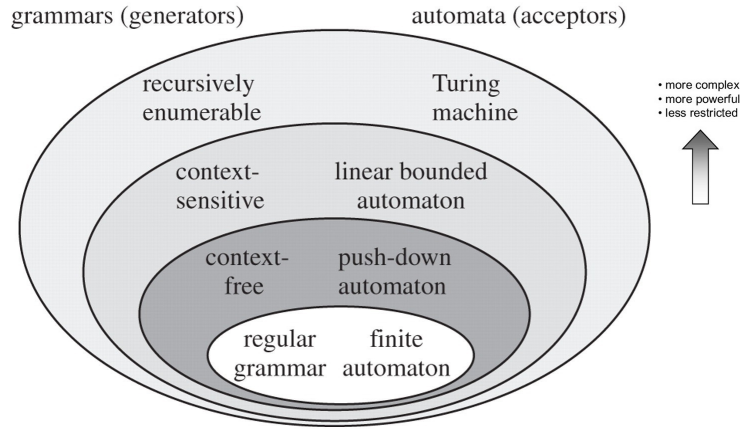 grammars (generators)
automata (acceptors)
recursively
enumerable
Turing
machine
• more complex
• more powerful
• less restricted
context-
sensitive
linear bounded
automaton
context-
free
push-down
automaton
regular
grammar
finite
automaton